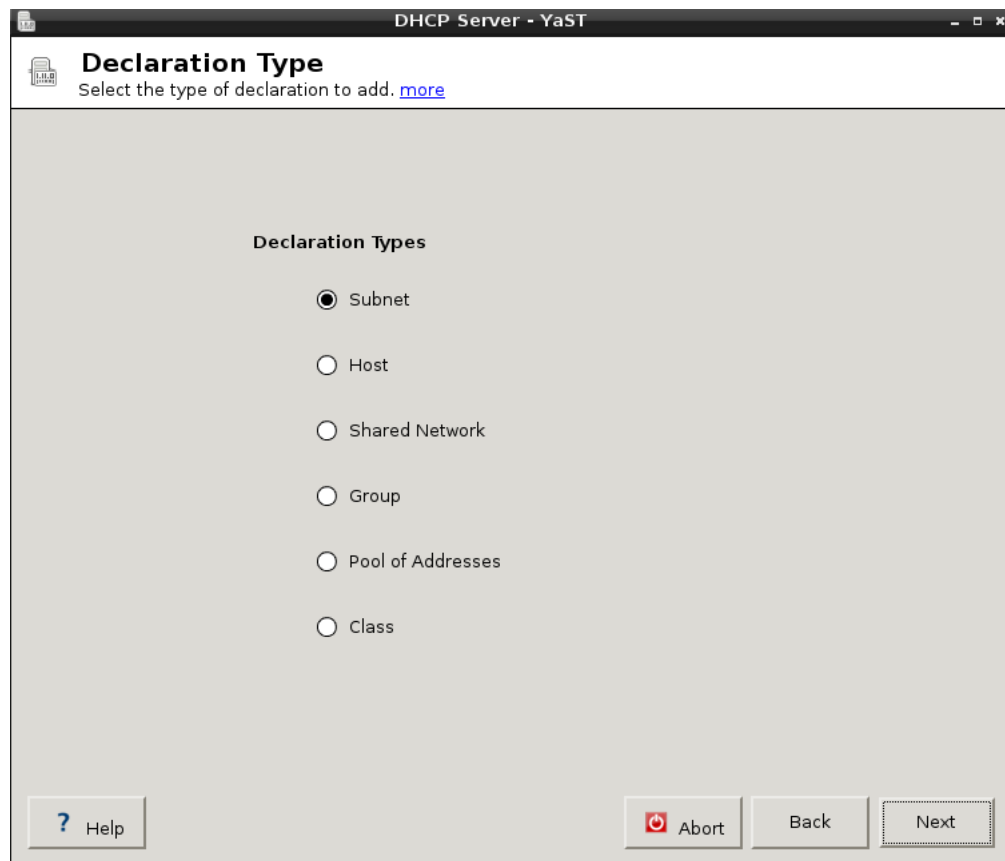 DHCP Server - YaST
Declaration Type
Select the type of declaration to add. more
Declaration Types
Subnet
Host
Shared Network
Group
Pool of Addresses
Class
? Help
Abort
Back
Next